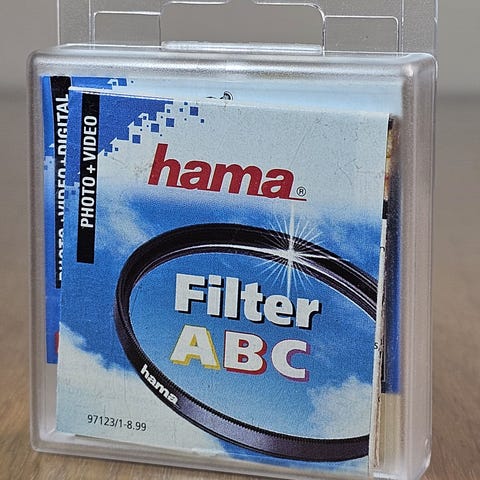 PHOTO + VIDEO + DIGITAL
PHOTO + VIDEO
hama®
Filter
ABC
hama
97123/1-8.99